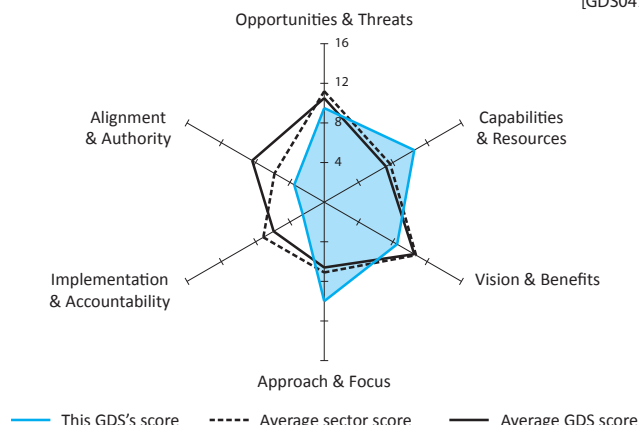 [GDS04
Opportunities & Threats
16
12
8
4
Alignment
& Authority
Capabilities
& Resources
Implementation
& Accountability
Vision & Benefits
Approach & Focus
This GDS's score
Average sector score
Average GDS score